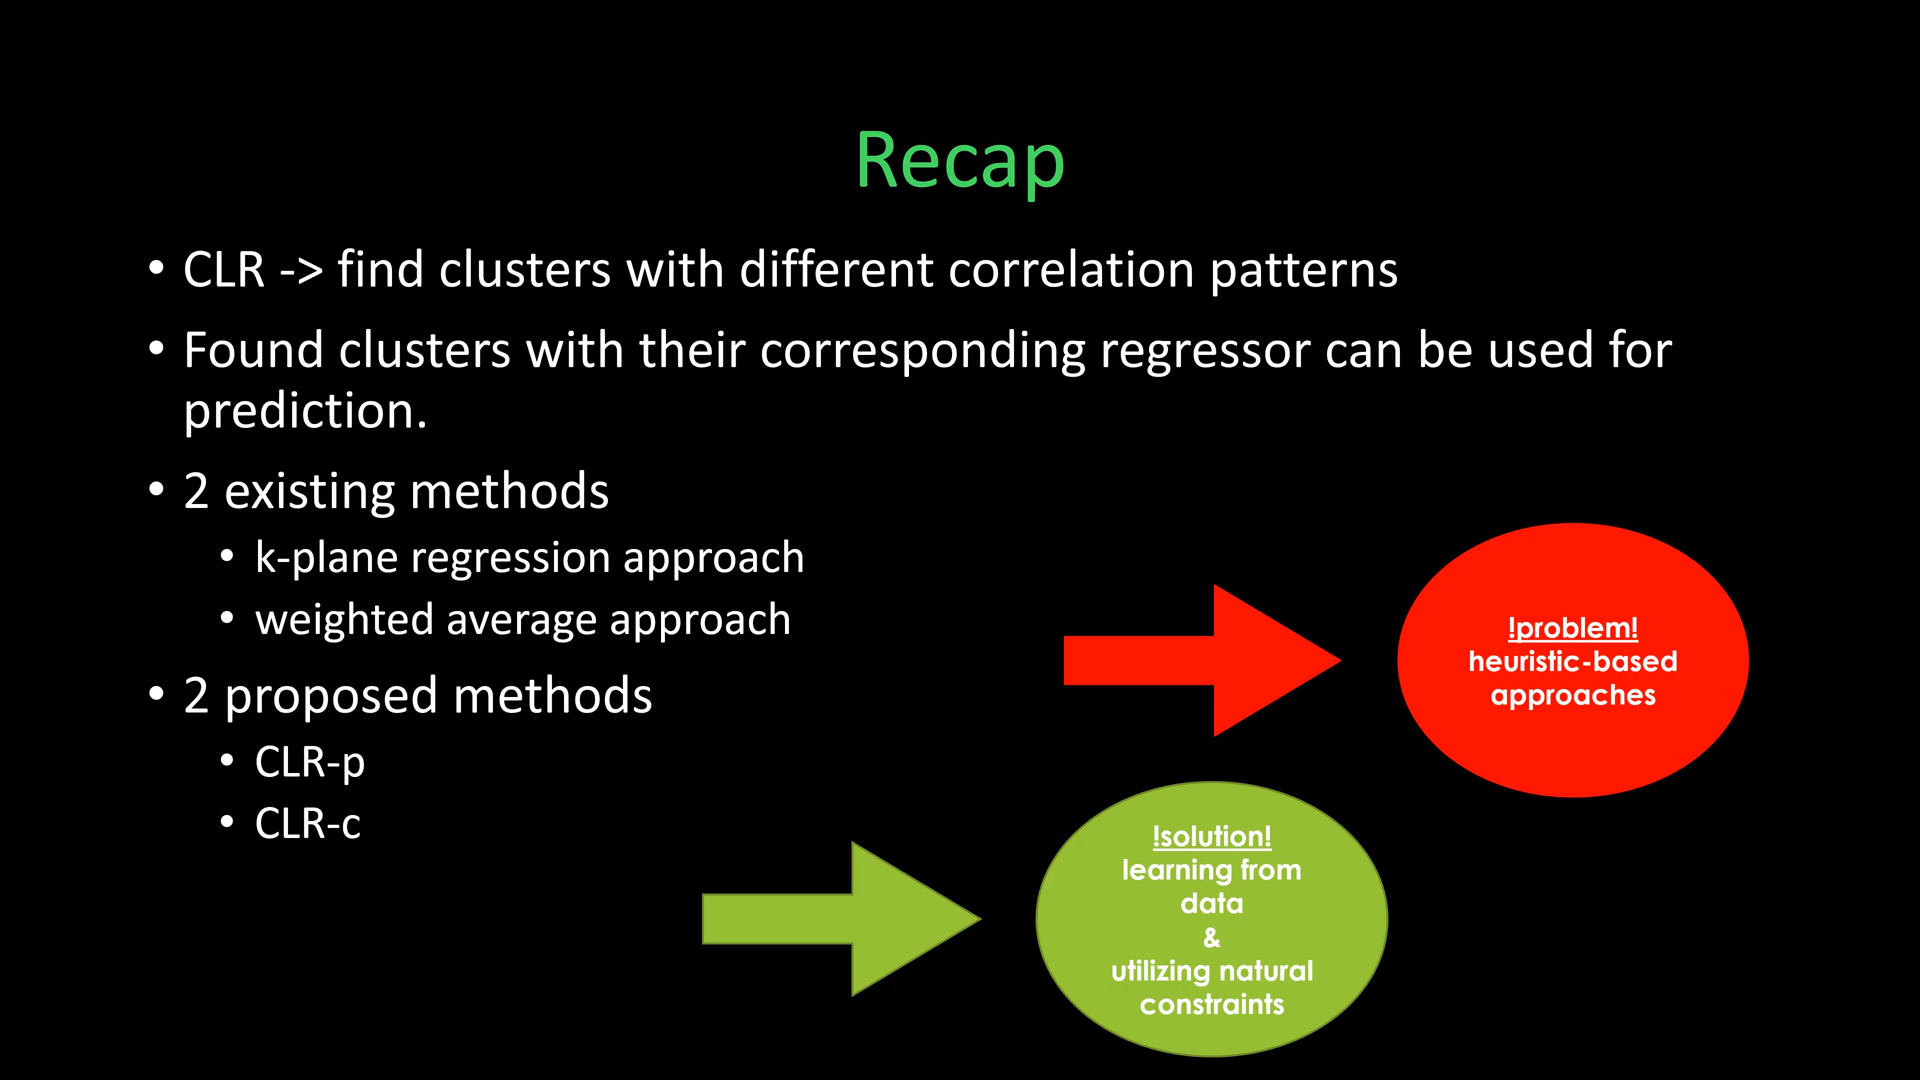 Recap
• CLR -> find clusters with different correlation patterns
• Found clusters with their corresponding regressor can be used for
prediction.
• 2 existing methods
• k-plane regression approach
• weighted average approach
• 2 proposed methods
• CLR-p
• CLR-c
!problem!
heuristic-based
approaches
!solution!
learning from
data
&
utilizing natural
constraints